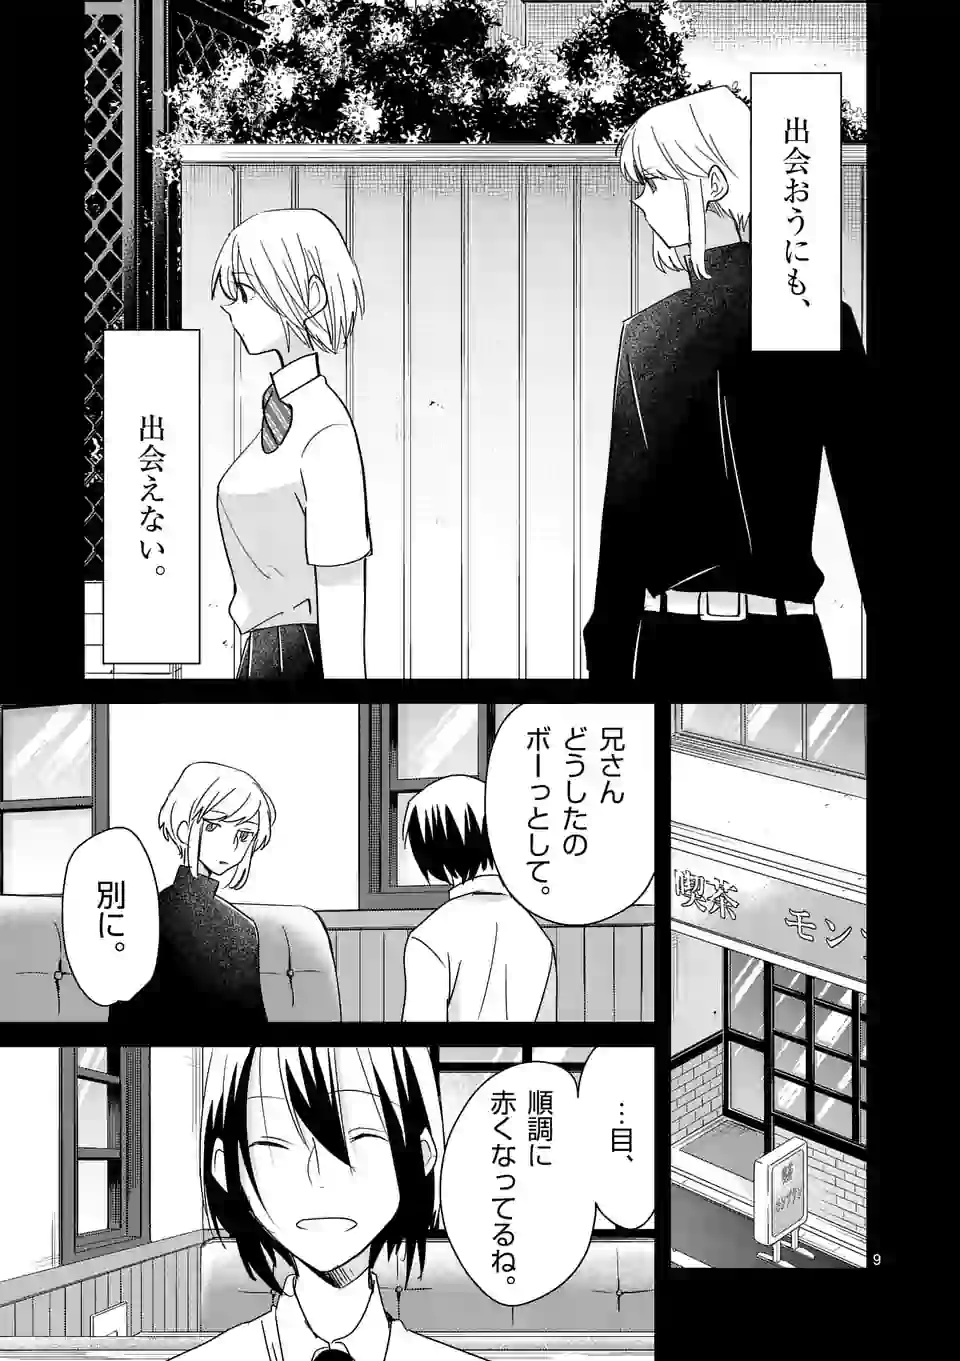 出会おうにも、
出会えない。
喫茶 モン
兄さん
どうしたの
ボーっとして。
別に。
…目、
順調に
赤くなってるね。
9